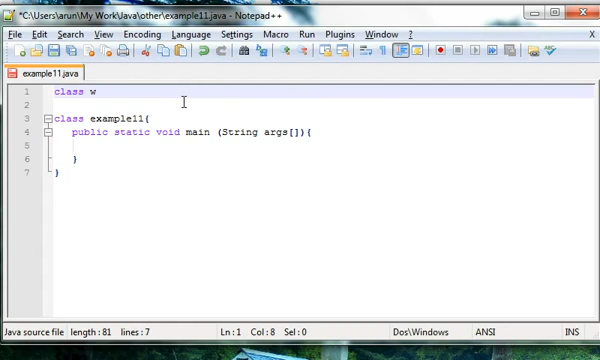 *C:\Users\arun\My Work\Java\other\example11.java - Notepad++
File Edit Search View Encoding Language Settings Macro Run Plugins Window ? X
example11.java
1 class w
2
3 class example11{
4 public static void main (String args[]){
5
6 }
7 }
Java source file length : 81 lines : 7 Ln : 1 Col : 8 Sel : 0 Dos\Windows ANSI INS